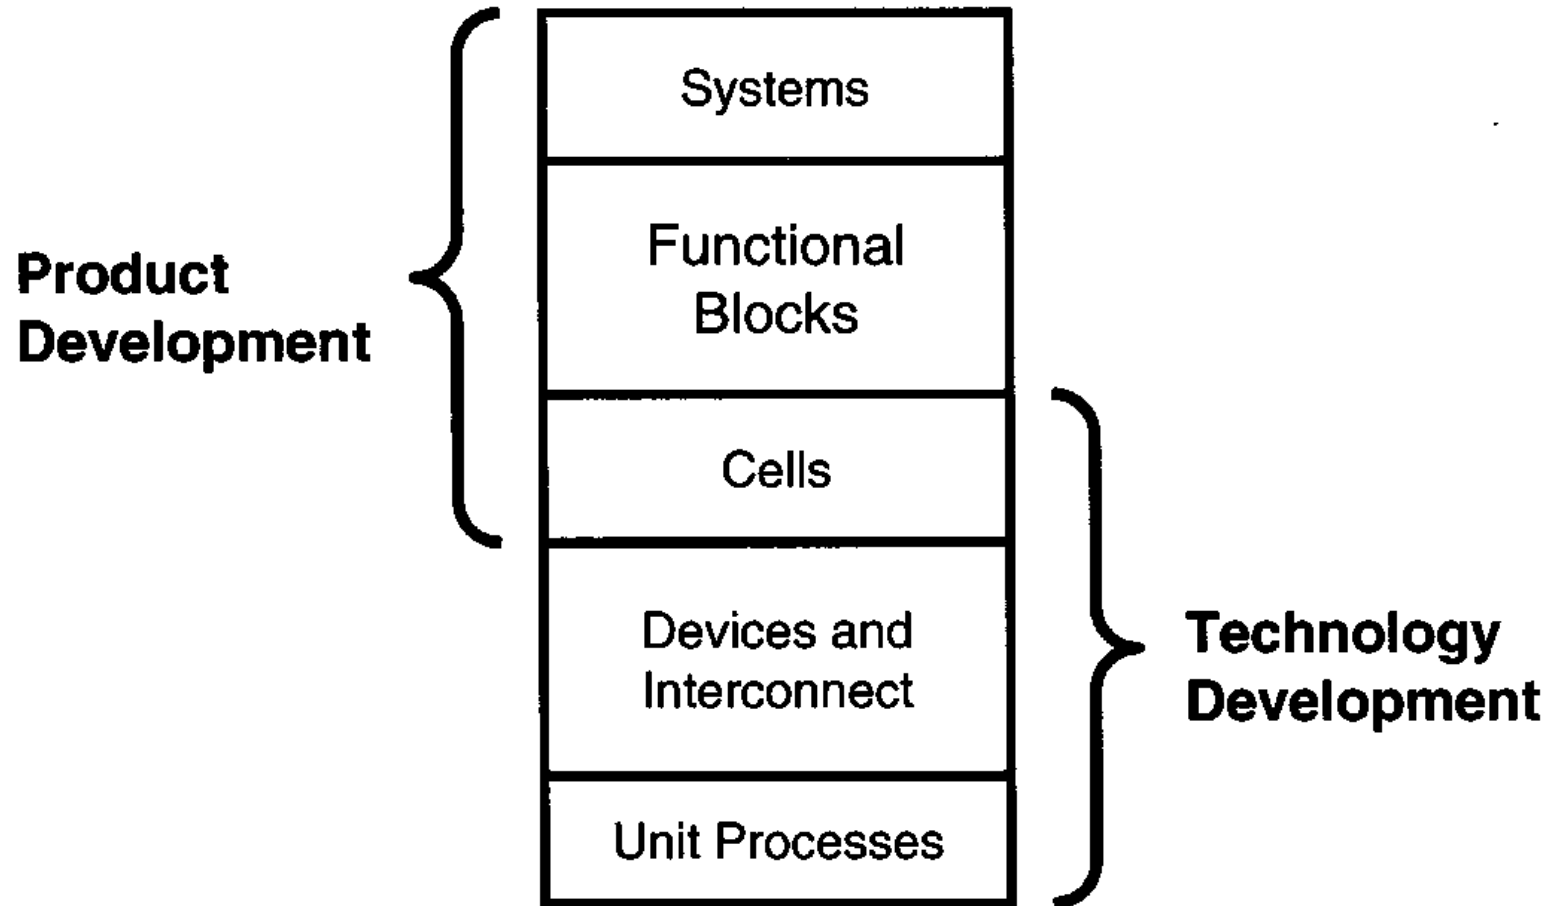 Systems
Functional
Blocks
Product
Development
Cells
Devices and
Interconnect
Technology
Development
Unit Processes